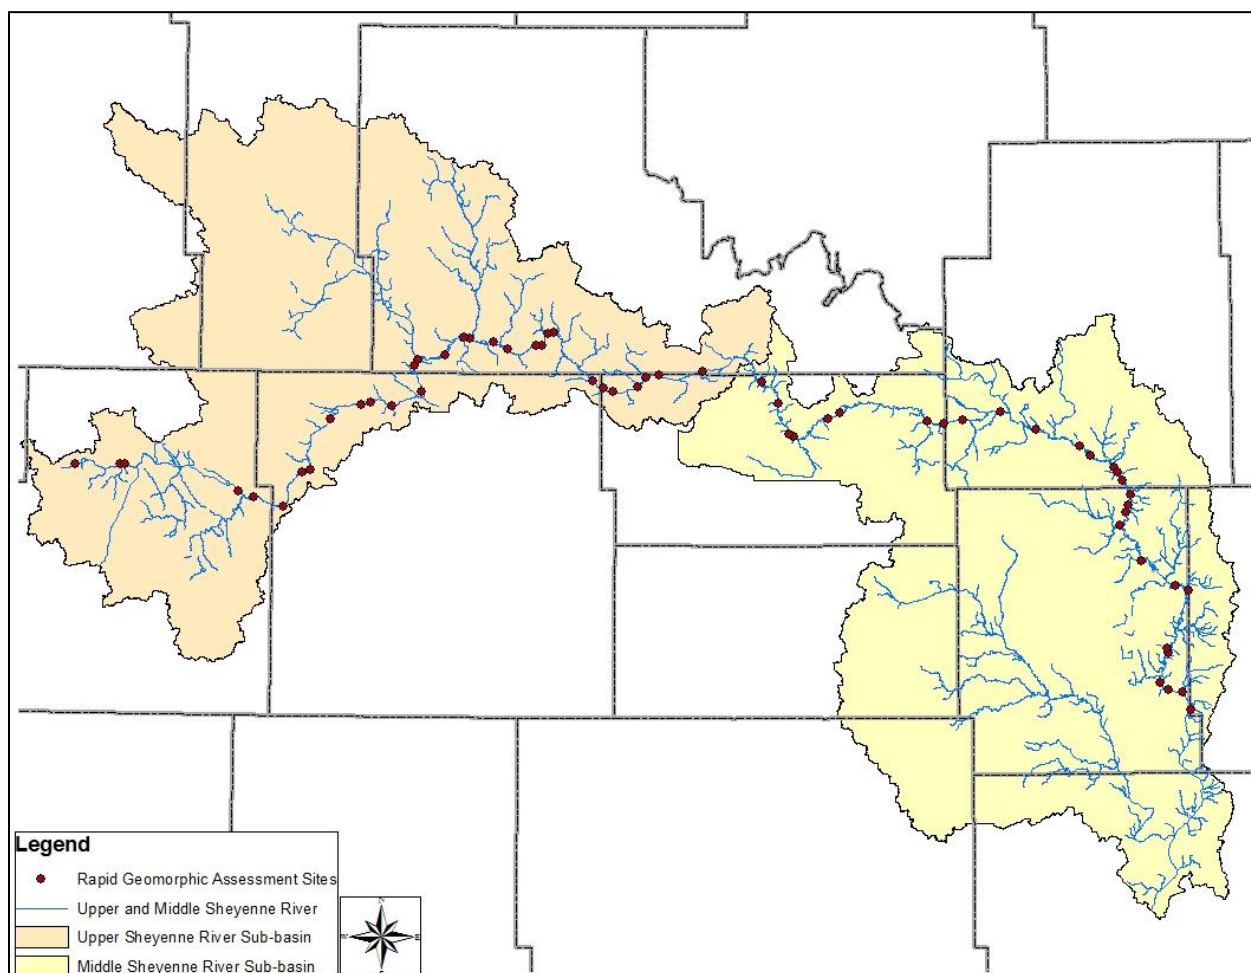 Legend
Rapid Geomorphic Assessment Sites
Upper and Middle Sheyenne River
Upper Sheyenne River Sub-basin
Middle Sheyenne River Sub-basin
N
W
E